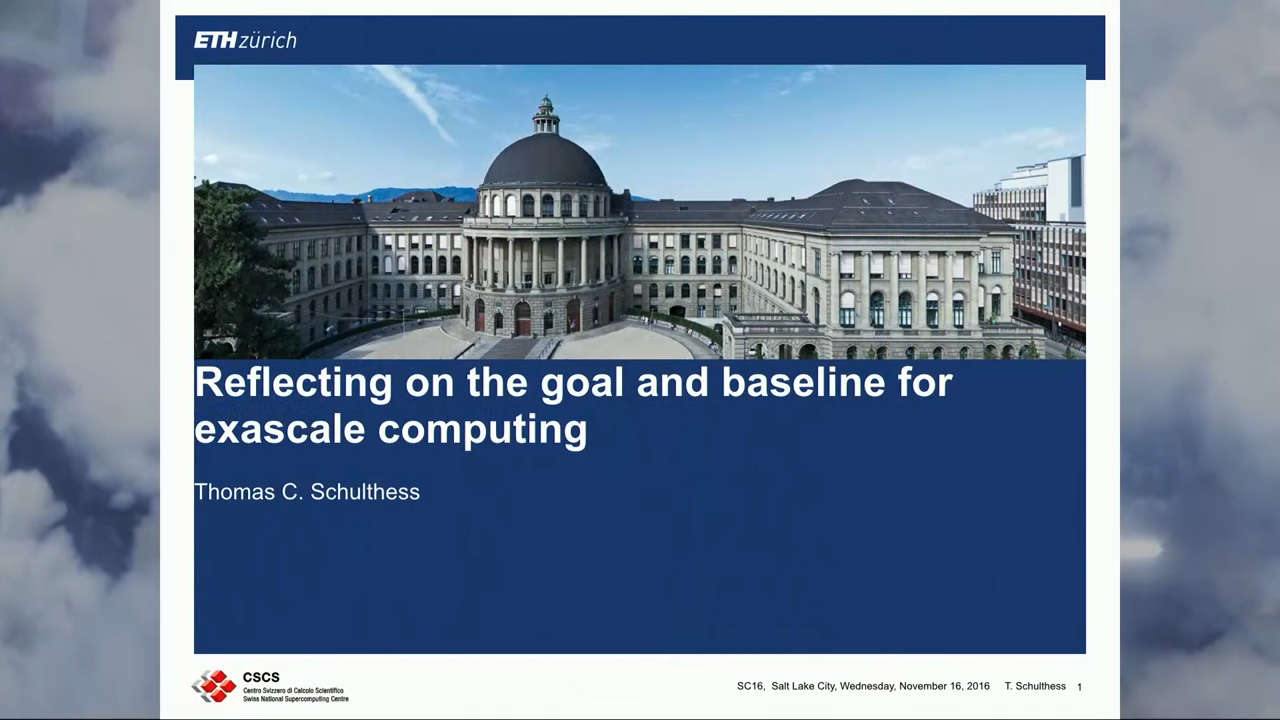 ETH zürich
Reflecting on the goal and baseline for
exascale computing
Thomas C. Schulthess
CSCS
Centro Svizzero di Calcolo Scientifico
Swiss National Supercomputing Centre
SC16, Salt Lake City, Wednesday, November 16, 2016 T. Schulthess 1